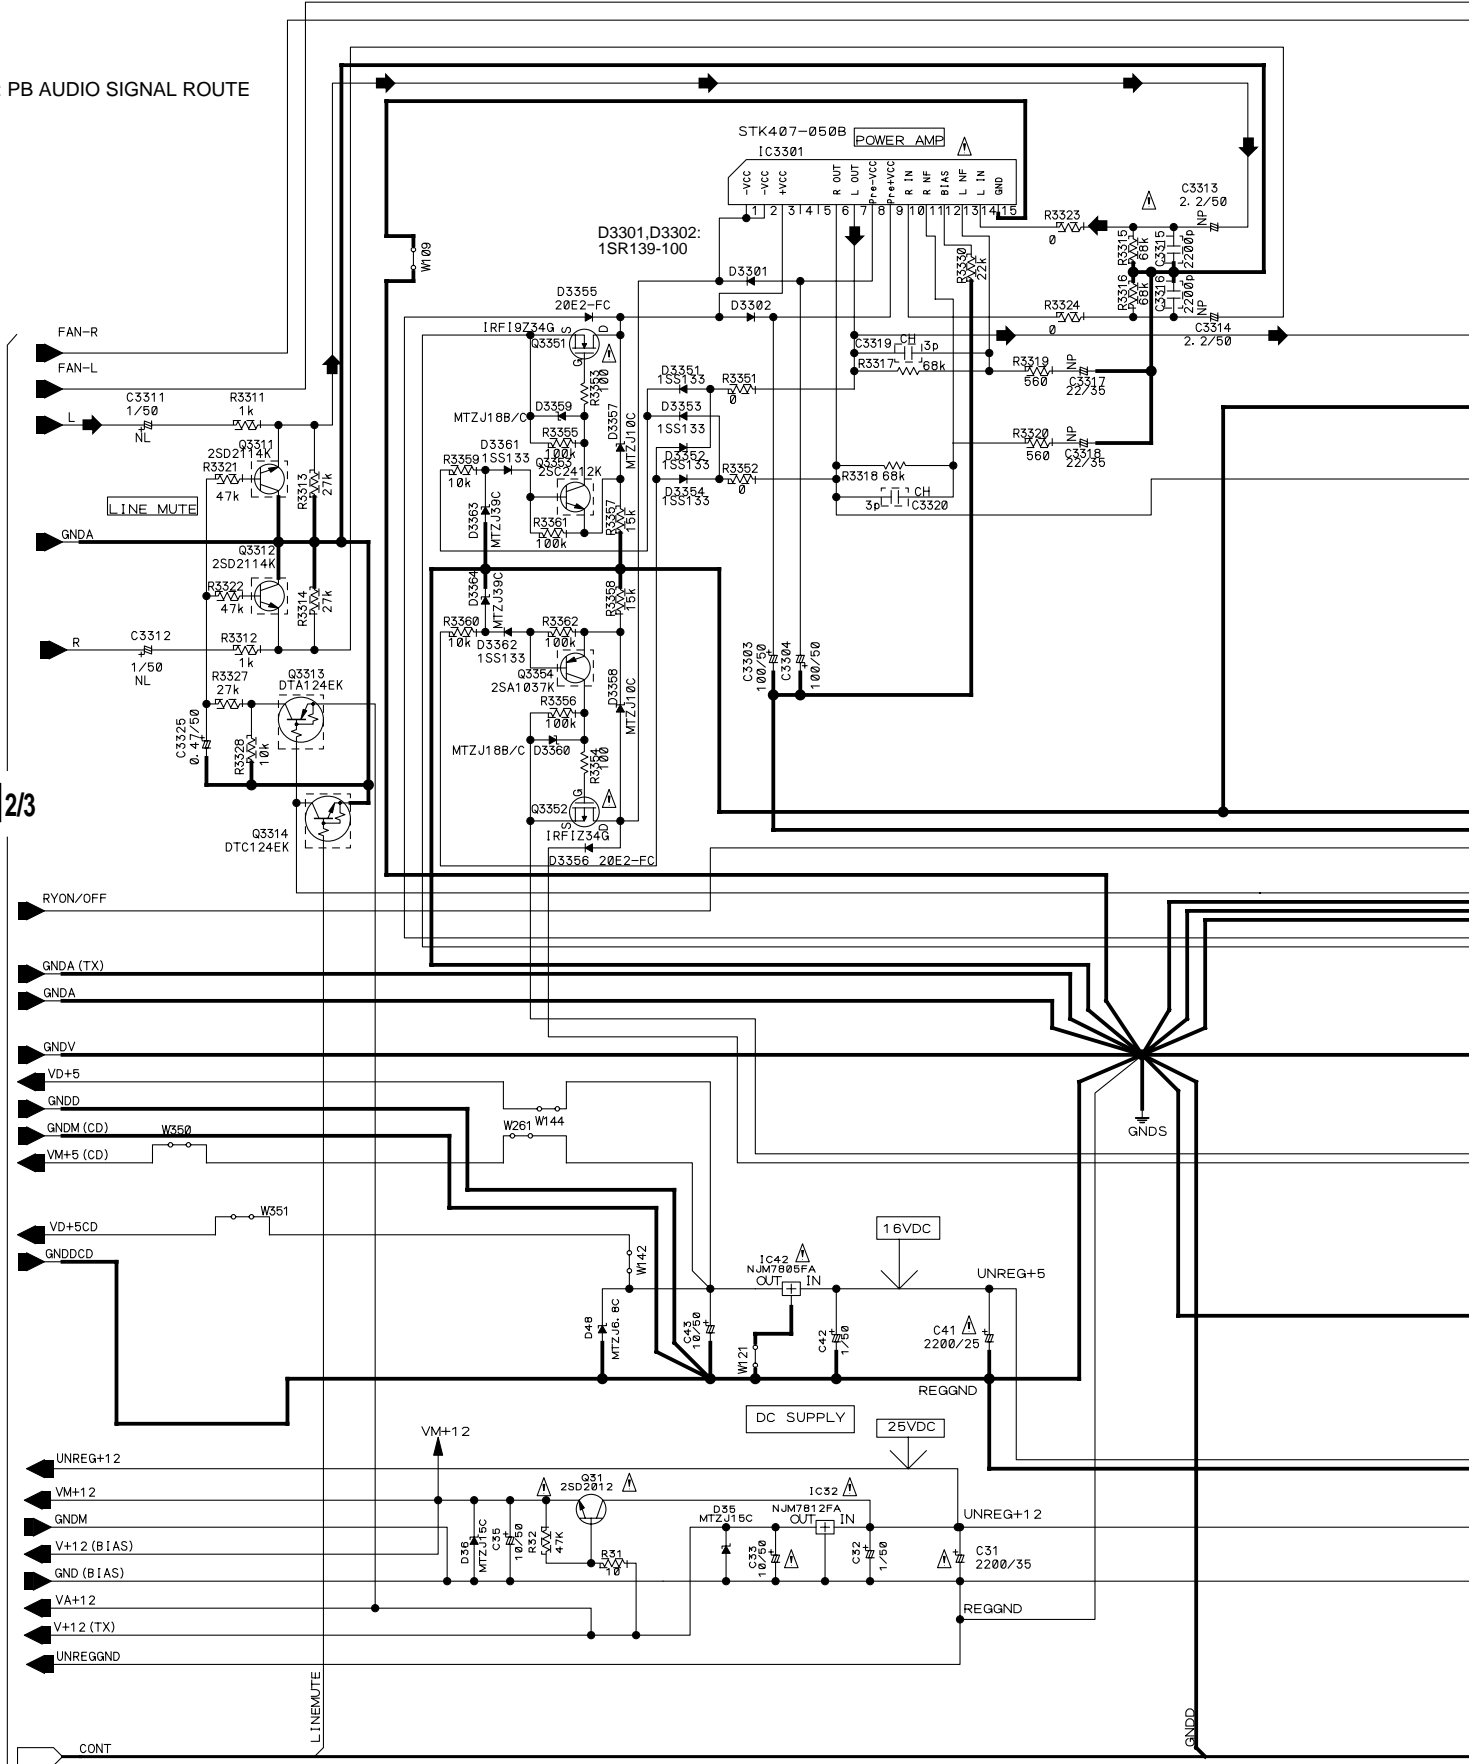 : PB AUDIO SIGNAL ROUTE
STK407-050B
POWER AMP
IC3301
-VCC
-VCC
+VCC
R OUT
L OUT
Pre-VCC
Pre+VCC
R IN
R NF
BIAS
L NF
L IN
GND
1 2 3 4 5 6 7 8 9 10 11 12 13 14 15
C3313
2.2/50
NP
R3323
0
R3315
68k
C3315
2200p
R3316
68k
C3316
2200p
NP
C3314
2.2/50
R3324
0
W109
D3301,D3302:
1SR139-100
R3330
22k
D3301
D3302
D3355
20E2-FC
IRFI9Z34G
Q3351
S
D
G
R3353
100
C3319
CH
3p
R3317
68k
R3319
560
NP
C3317
22/35
FAN-R
FAN-L
C3311
1/50
NL
R3311
1k
L
D3351
1SS133
R3351
0
D3353
1SS133
D3352
1SS133
R3352
0
D3354
1SS133
MTZJ18B/C
D3359
D3357
MTZJ10C
R3355
100k
D3361
1SS133
Q3353
2SC2412K
R3359
10k
R3320
560
NP
C3318
22/35
R3318 68k
CH
3p
C3320
Q3311
2SD2114K
R3321
47k
R3313
27k
LINE MUTE
D3363
MTZJ39C
R3361
100k
R3357
15k
GNDA
Q3312
2SD2114K
R3322
47k
R3314
27k
D3364
MTZJ39C
R3358
15k
R
C3312
1/50
NL
R3312
1k
R3360
10k
D3362
1SS133
R3362
100k
Q3354
2SA1037K
D3358
MTZJ10C
C3303
100/50
C3304
100/50
R3327
27k
Q3313
DTA124EK
C3325
0.47/50
R3328
10k
R3356
100k
MTZJ18B/C
D3360
R3354
100
2/3
Q3314
DTC124EK
Q3352
G
S
D
IRFIZ34G
D3356 20E2-FC
RYON/OFF
GNDA (TX)
GNDA
GNDV
VD+5
GNDD
W144
GNDM (CD)
W350
W261
GNDS
VM+5 (CD)
W351
VD+5CD
GNDDCD
W142
16VDC
IC42
NJM7805FA
OUT
IN
UNREG+5
D48
MTZJ6.8C
C43
10/50
W121
C42
1/50
C41
2200/25
REGGND
DC SUPPLY
25VDC
VM+12
UNREG+12
VM+12
GNDM
V+12 (BIAS)
GND (BIAS)
VA+12
V+12 (TX)
UNREGGND
Q31
2SD2012
D36
MTZJ15C
C35
10/50
R32
47K
R31
10
D35
MTZJ15C
IC32
NJM7812FA
OUT
IN
C33
10/50
C32
1/50
UNREG+12
C31
2200/35
REGGND
LINEMUTE
GNDD
CONT